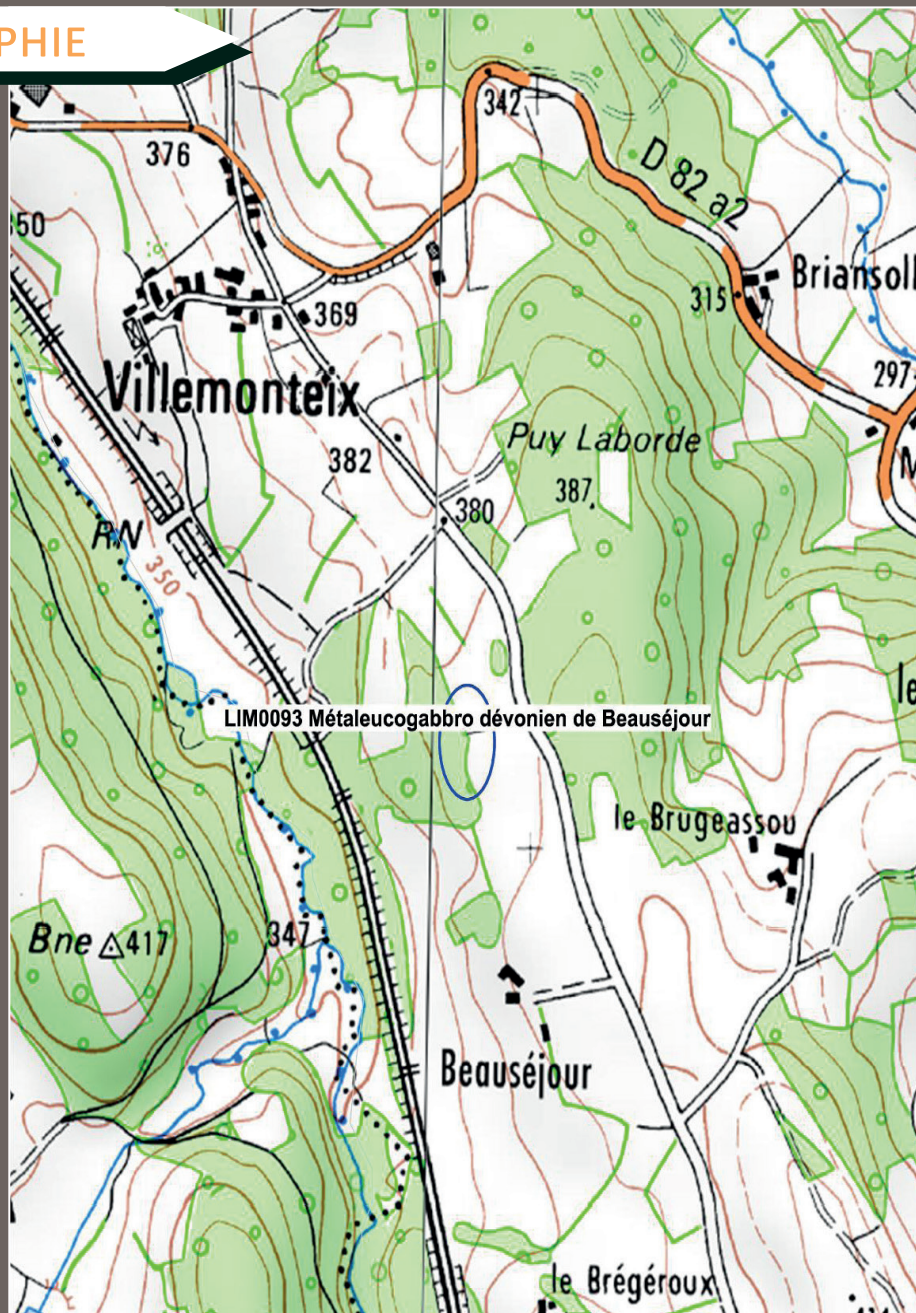 PHIE
342
376
D 82 a2
350
Briansoll
315
369
297
Villemonteix
Puy Laborde
382
387
380
RN
350
le
LIM0093 Métaleucogabbro dévonien de Beauséjour
le Brugeassou
Bne 417
347
Beauséjour
le Brégéroux